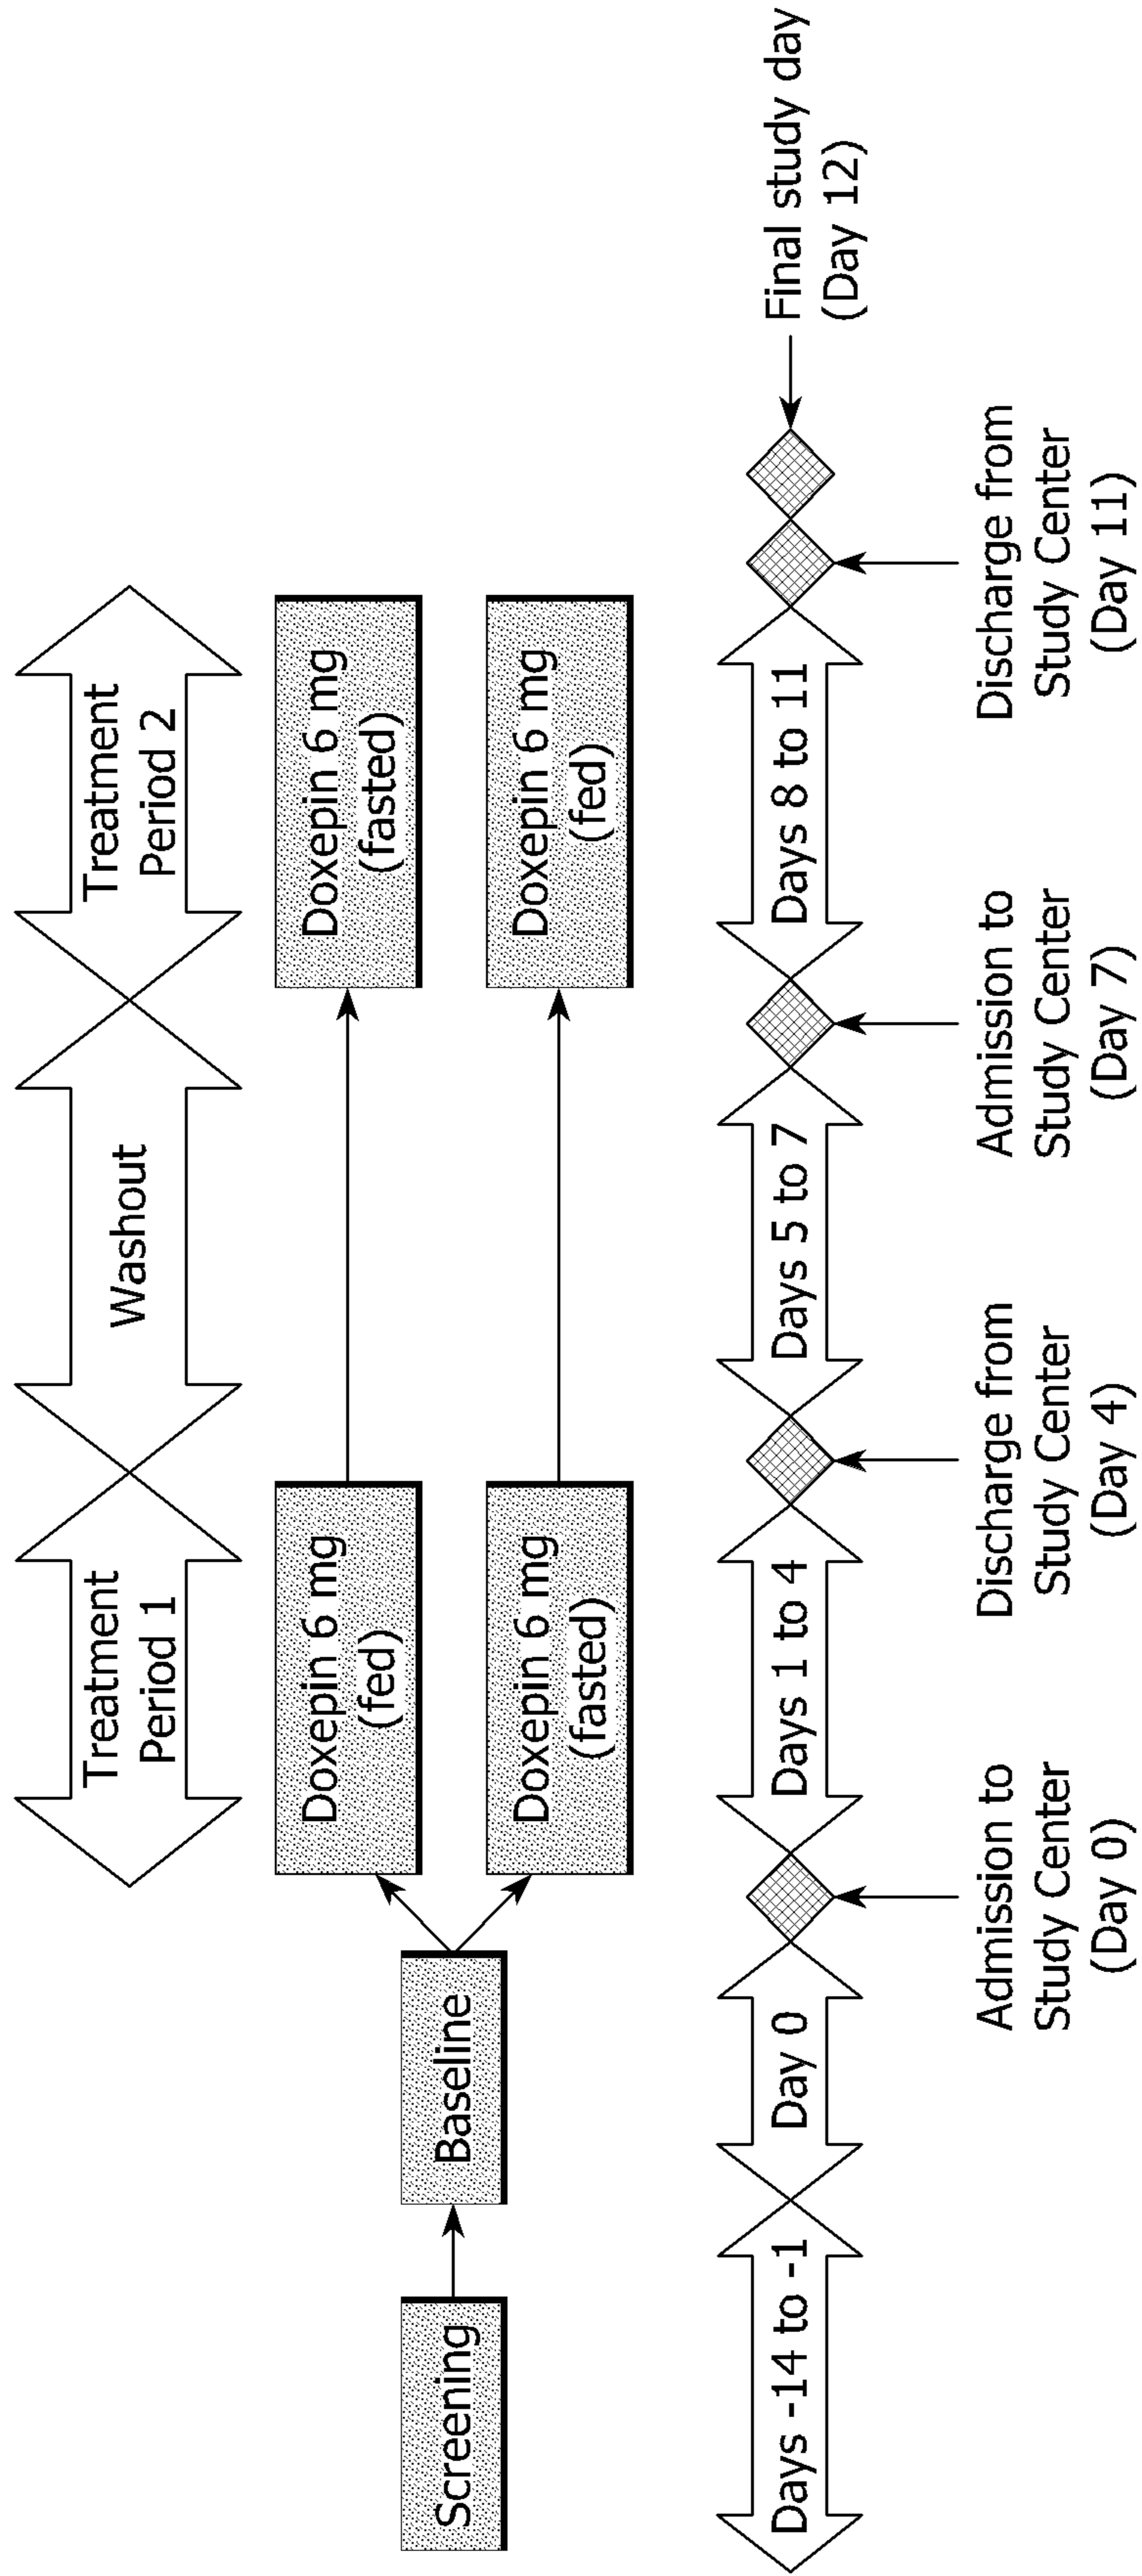 Treatment
Period 1
Washout
Treatment
Period 2
Screening
Baseline
Doxepin 6 mg
(fed)
Doxepin 6 mg
(fasted)
Doxepin 6 mg
(fasted)
Doxepin 6 mg
(fed)
Days -14 to -1
Day 0
Days 1 to 4
Days 5 to 7
Days 8 to 11
Final study day
(Day 12)
Admission to
Study Center
(Day 0)
Discharge from
Study Center
(Day 4)
Admission to
Study Center
(Day 7)
Discharge from
Study Center
(Day 11)